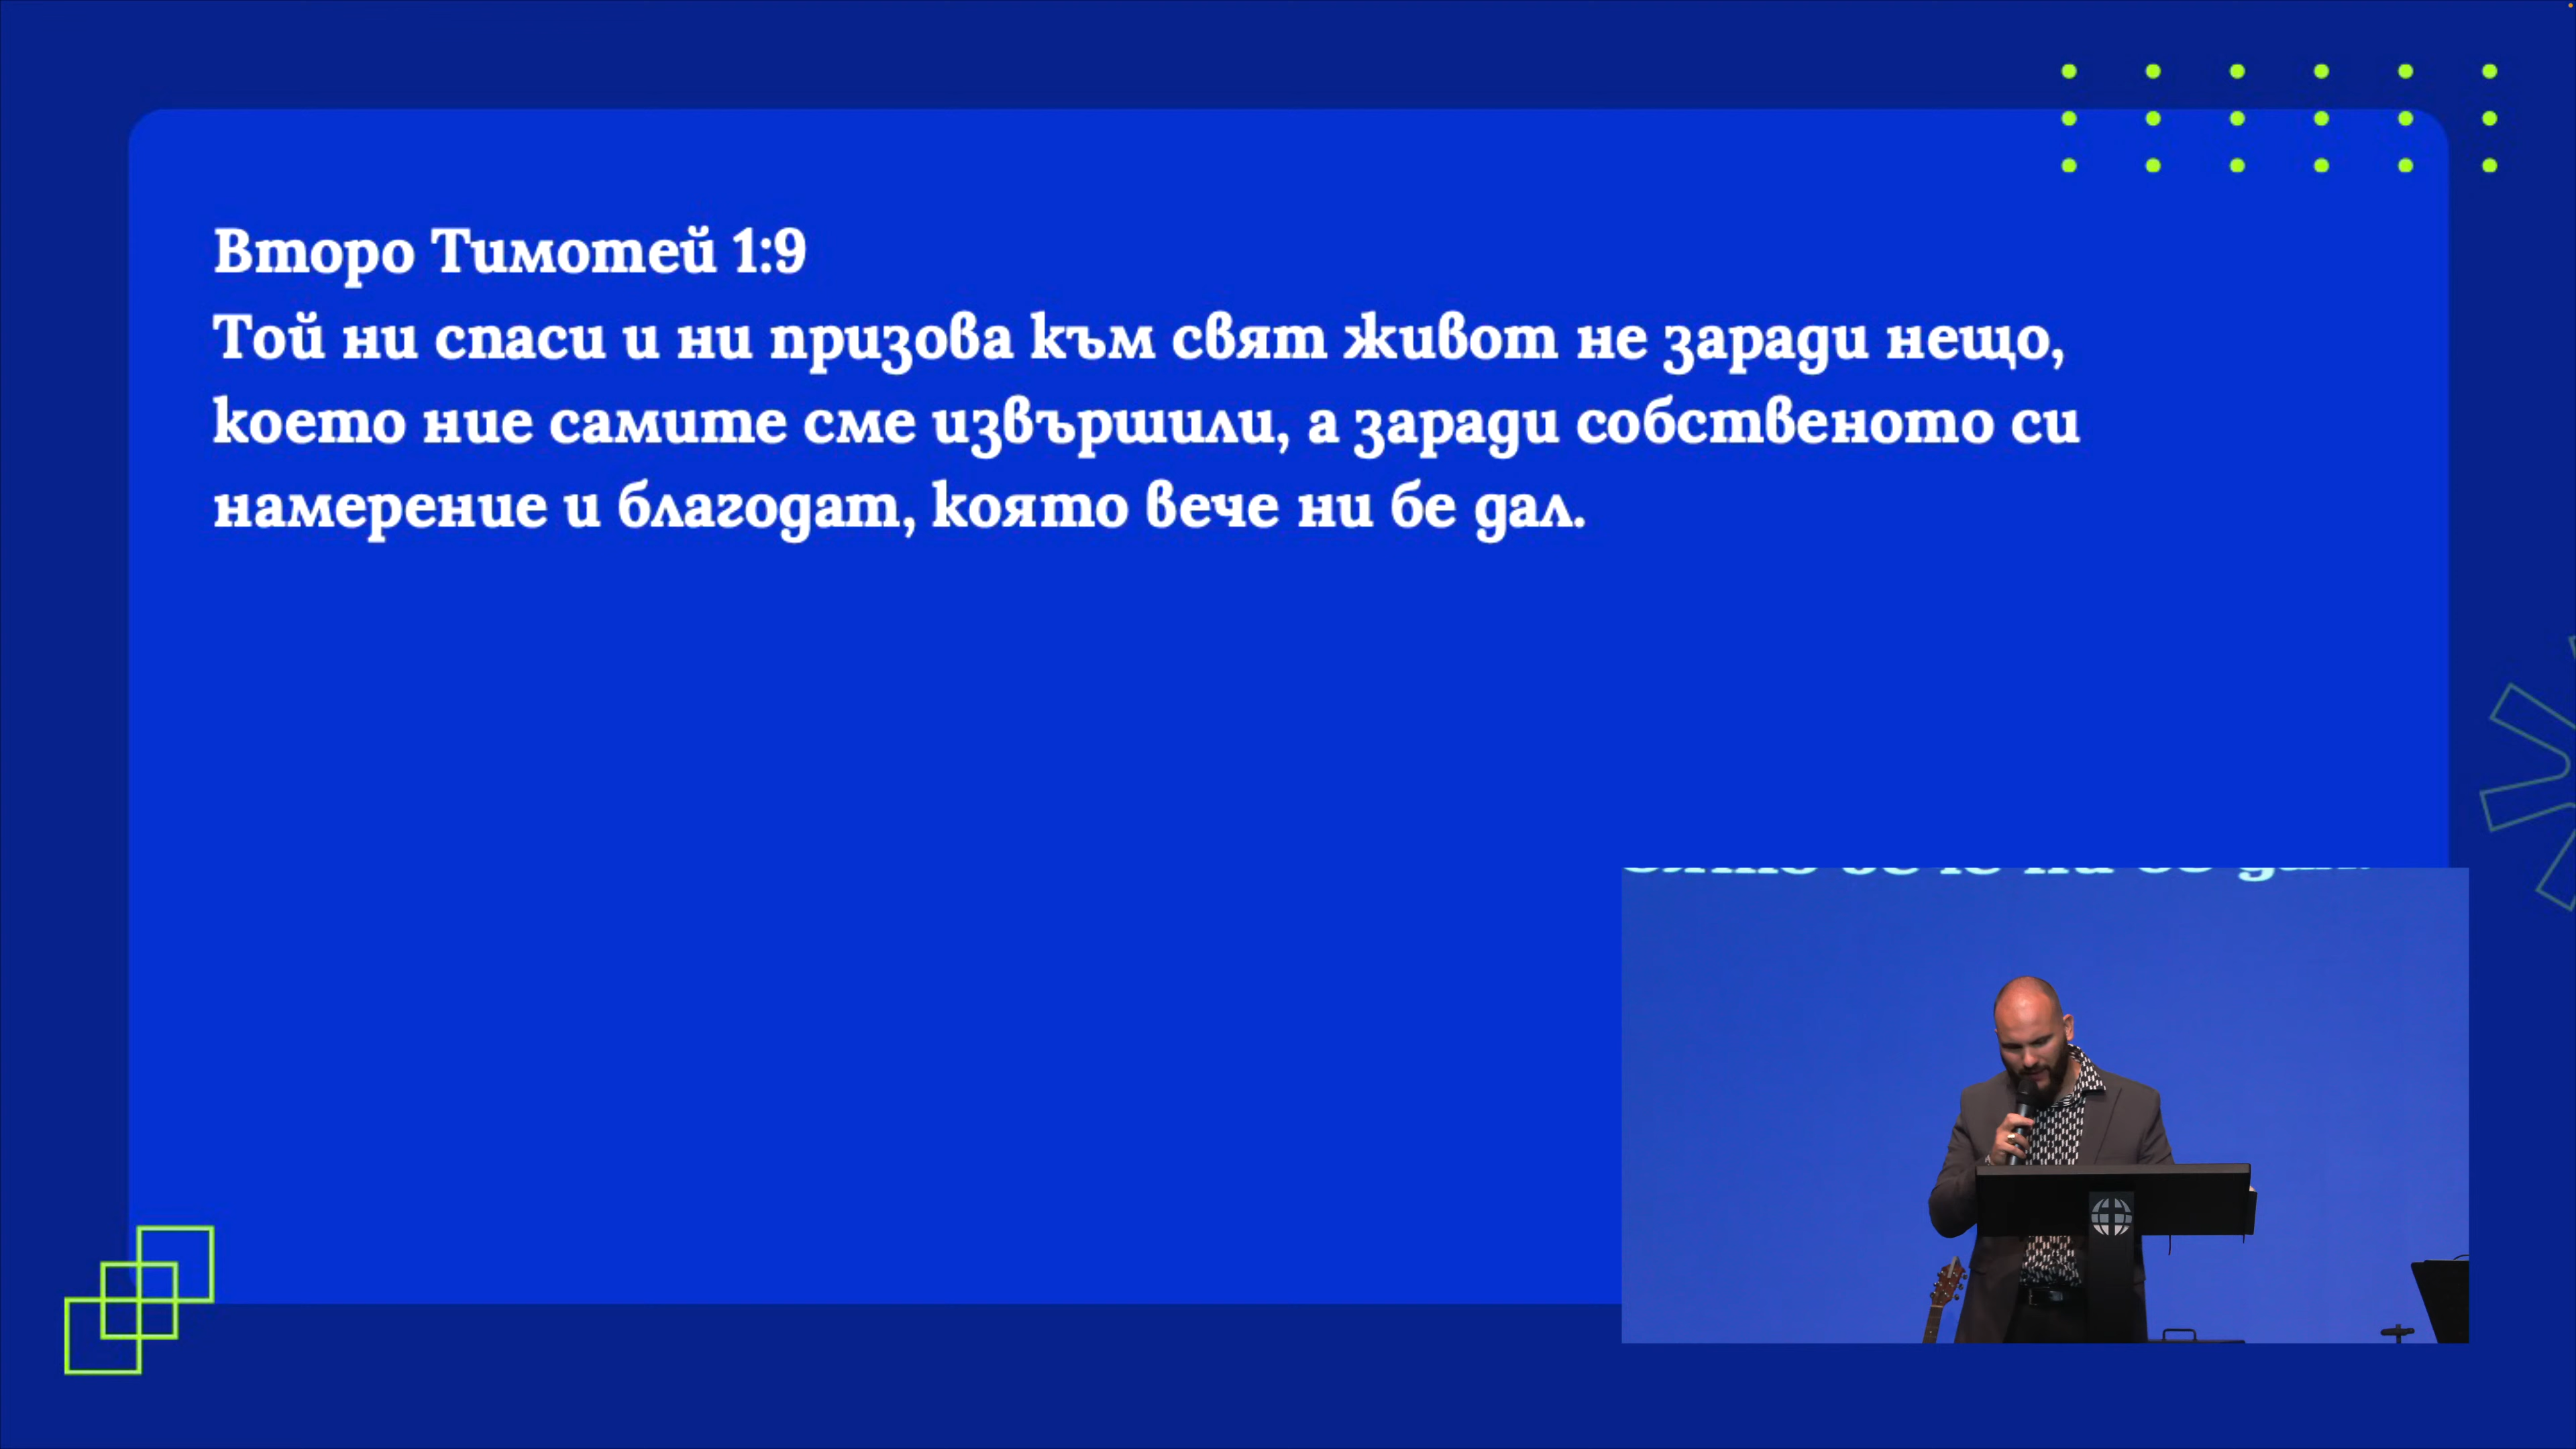 Второ Тимотей 1:9
Той ни спаси и ни призова към свят живот не заради нещо,
което ние самите сме извършили, а заради собственото си
намерение и благодат, която вече ни бе дал.